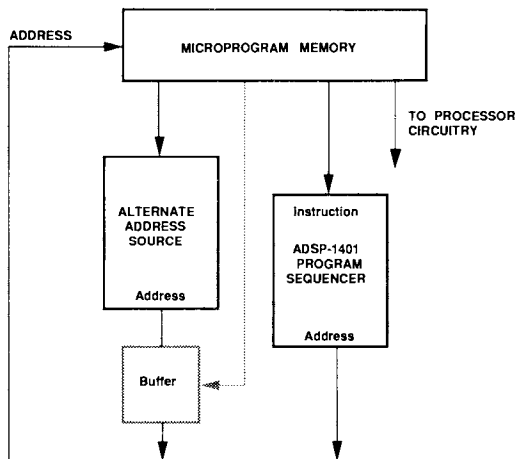 ADDRESS
MICROPROGRAM MEMORY
TO PROCESSOR
CIRCUITRY
ALTERNATE
ADDRESS
SOURCE
Address
Instruction
ADSP-1401
PROGRAM
SEQUENCER
Address
Buffer